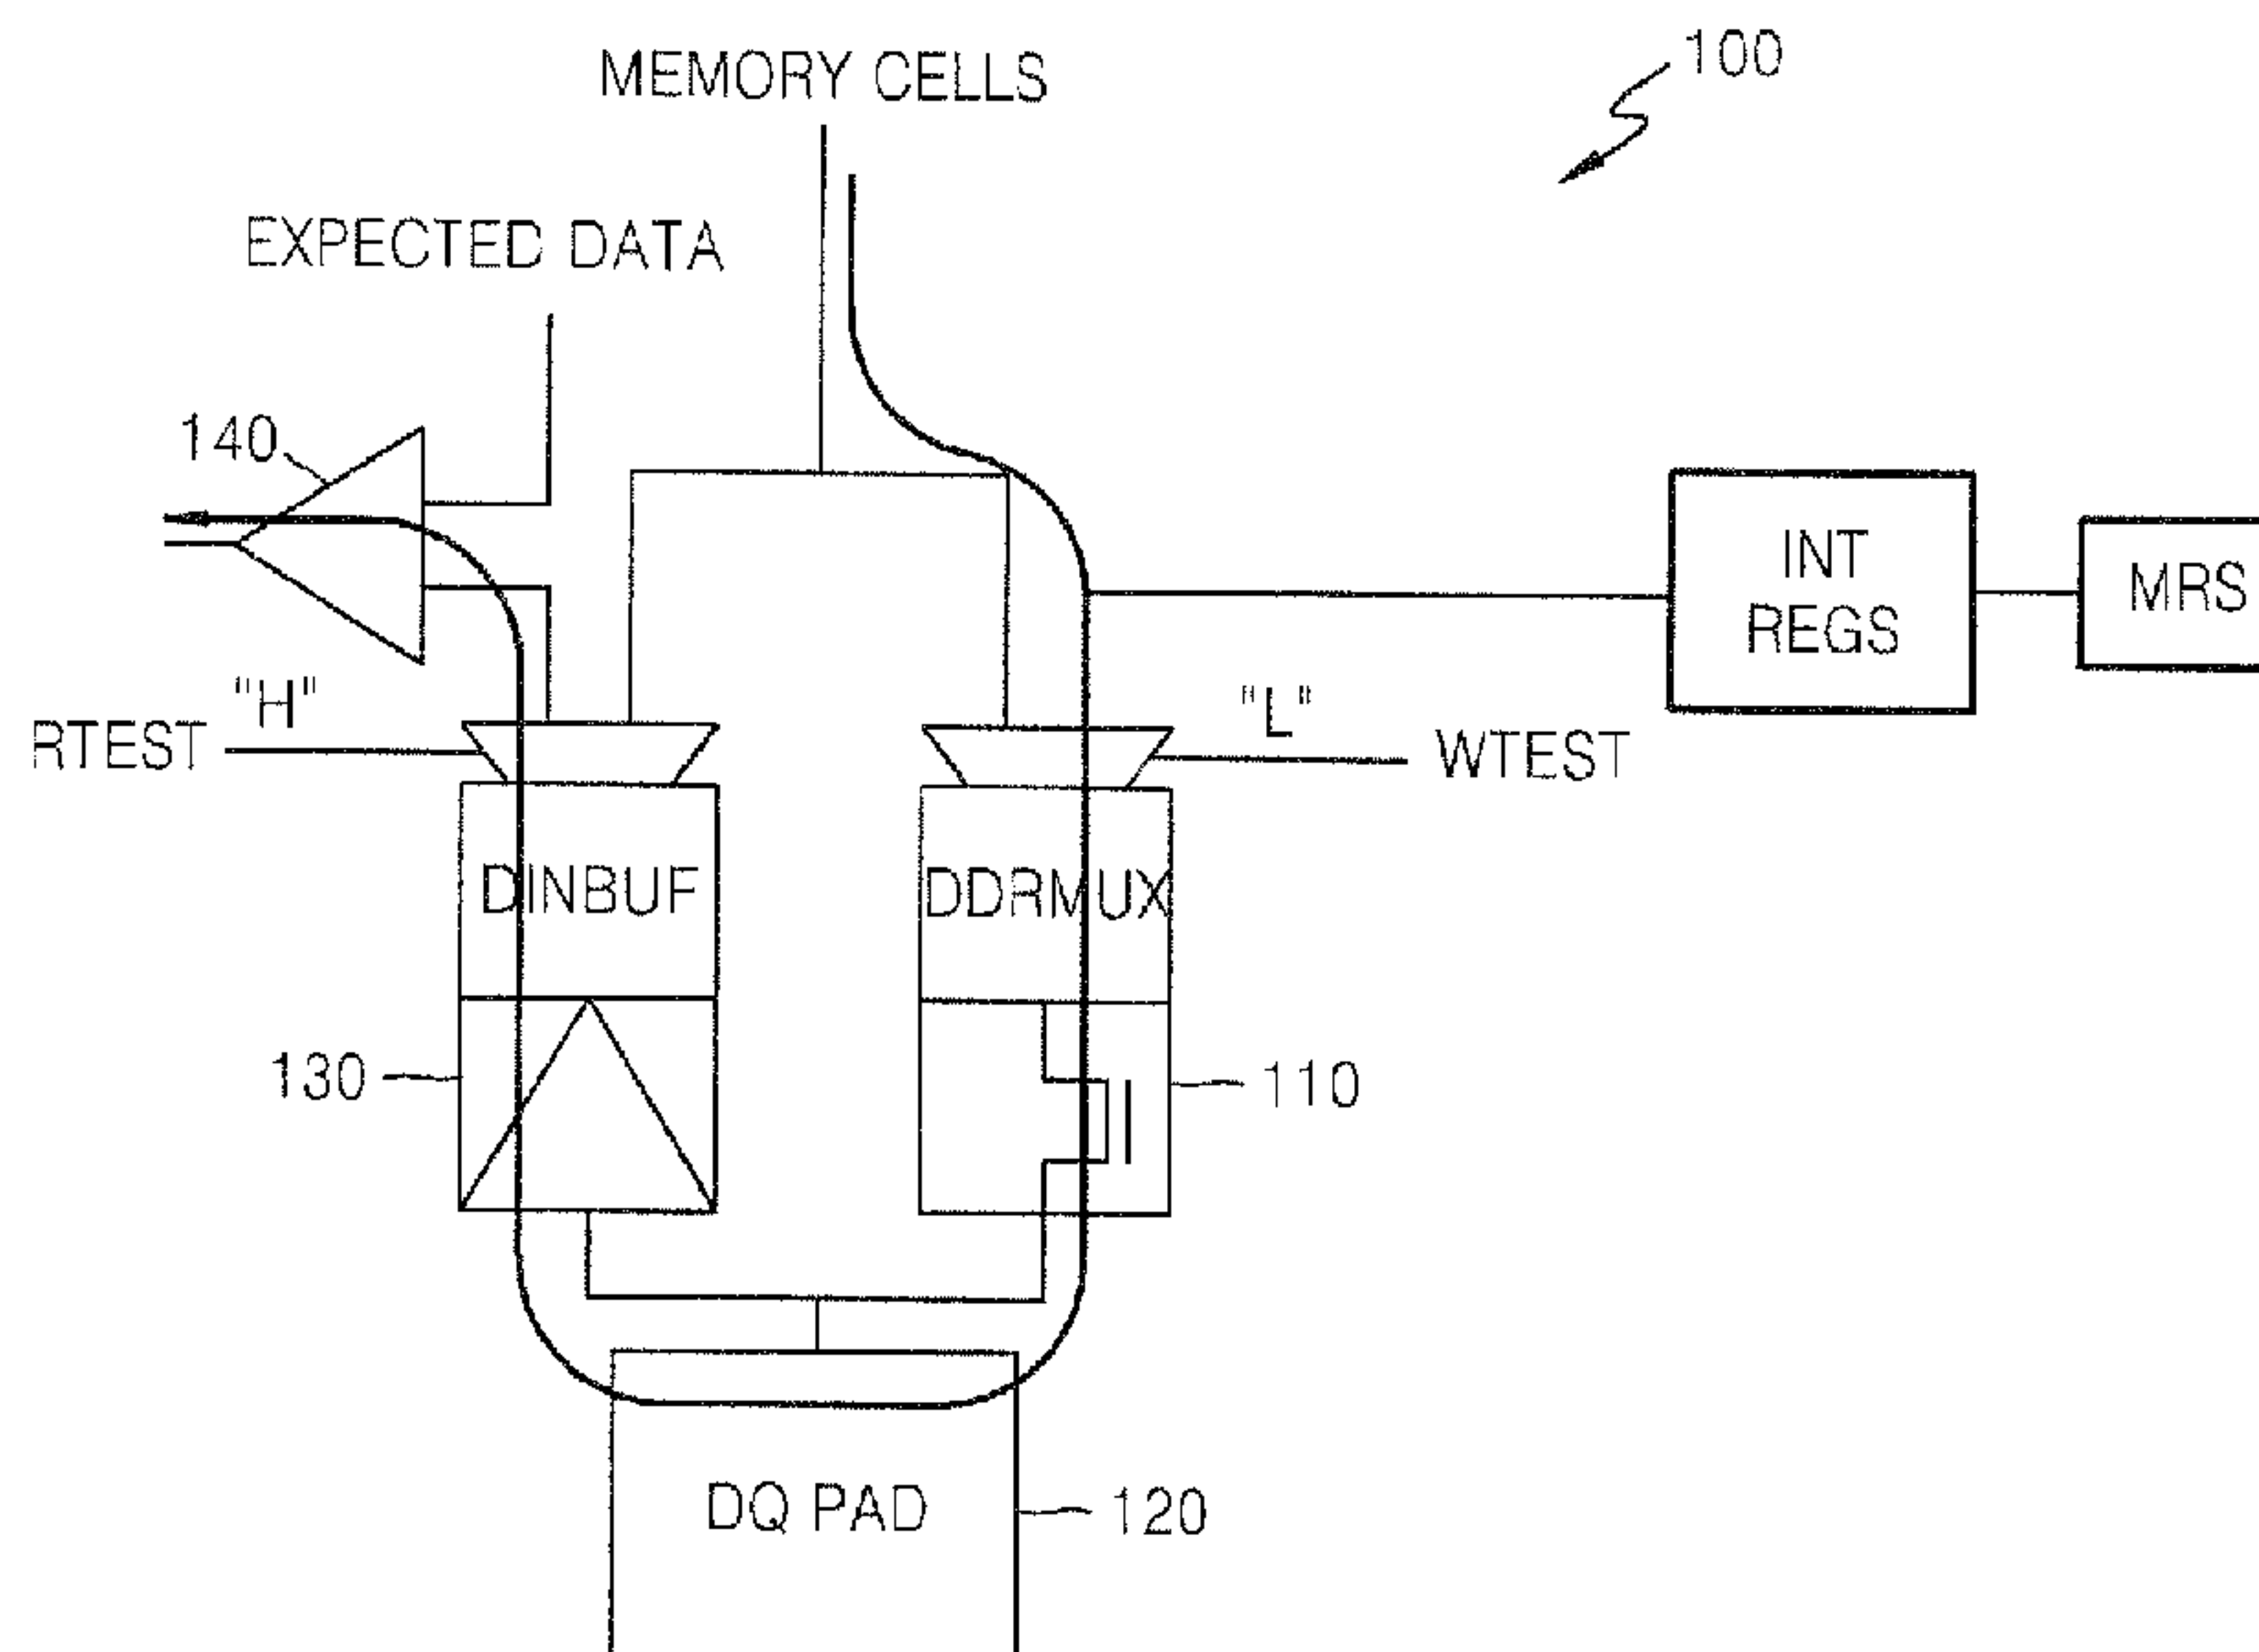 100
MEMORY CELLS
EXPECTED DATA
140
INT
REGS
MRS
"H"
RTEST
"L"
WTEST
DINBUF
DDRMUX
130
110
DQ PAD
120